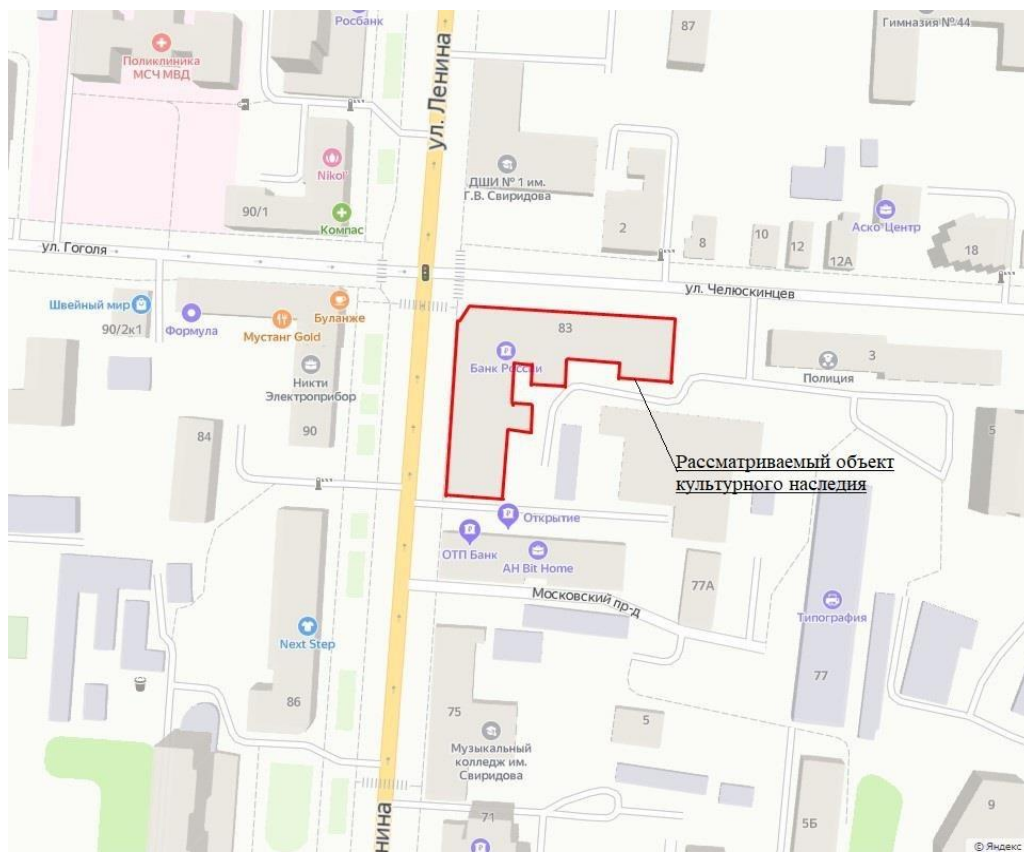 Росбанк
87
Гимназия № 44
Поликлиника
МСЧ МВД
ул. Ленина
Nikol'
ДШИ № 1 им.
Г.В. Свиридова
90/1
Компас
2
8
10
12
12А
Аско-Центр
18
ул. Гоголя
ул. Челюскинцев
Швейный мир
90/2к1
Формула
Буланже
Мустанг Gold
83
Банк России
3
Полиция
Никти
Электроприбор
90
84
5
Рассматриваемый объект
культурного наследия
Открытие
ОТП Банк
АН Bit Home
77А
Московский пр-д
Типография
Next Step
77
86
75
5
Музыкальный
колледж им.
Свиридова
71
нина
5Б
9
© Яндекс